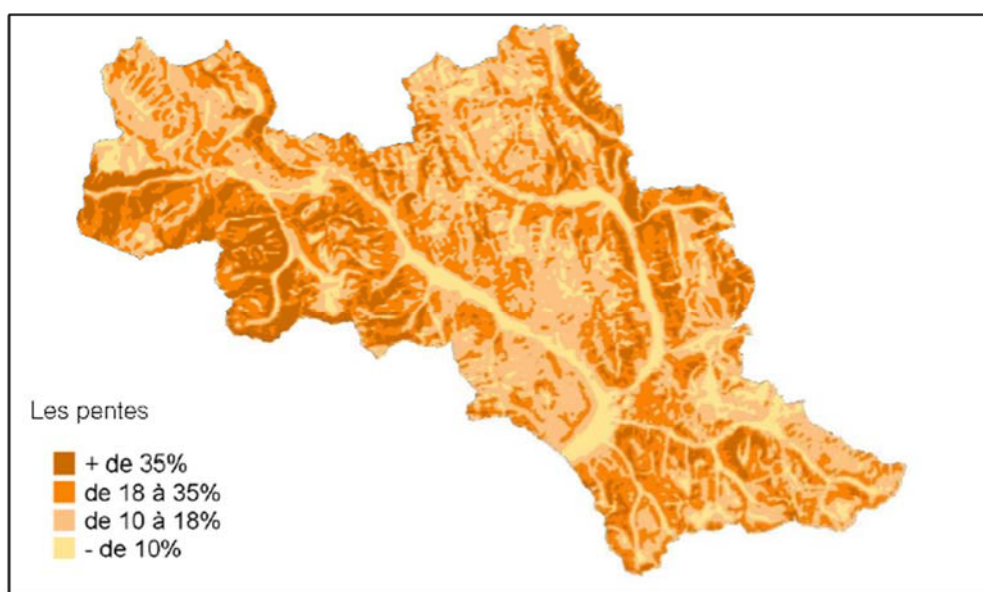 Les pentes
+ de 35%
de 18 à 35%
de 10 à 18%
- de 10%